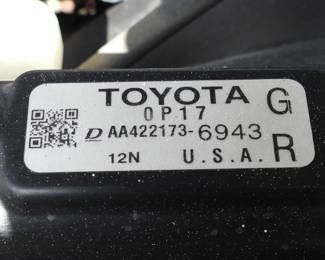 TOYOTA G
0P17
D AA422173-6943
12N U.S.A. R